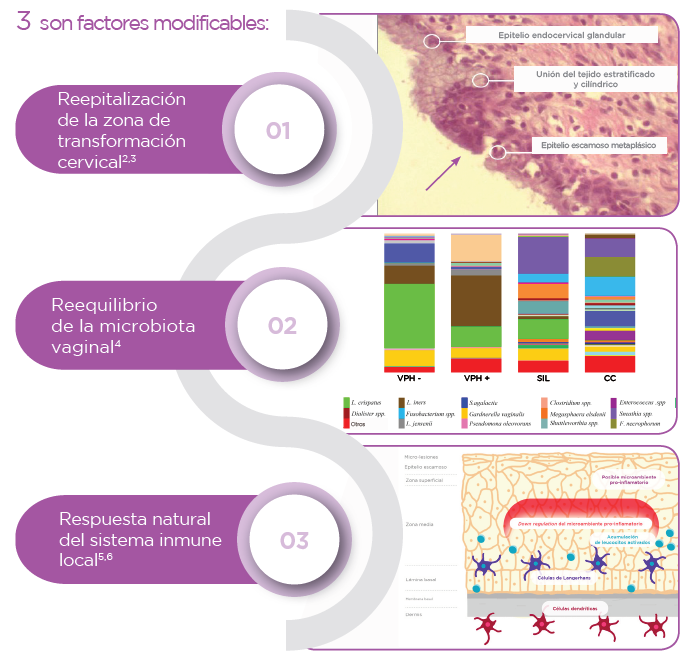 3 son factores modificables:
Reepitalización
de la zona de
transformación
cervical2,3
01
Epitelio endocervical glandular
Unión del tejido estratificado
y cilíndrico
Epitelio escamoso metaplásico
Reequilibrio
de la microbiota
vaginal4
02
VPH - VPH + SIL CC
L. crispatus L. iners S.agalactie Clostridium spp. Enterococcus .spp
Dialister spp. Fusobacterium spp. Gardnerella vaginalis Megasphaera elsdenii Sneathia spp.
Otros L. jensenii Pseudomona oleovorans Shuttleworthia spp. F. necrophorum
Respuesta natural
del sistema inmune
local5,6
03
Micro-lesiones
Epitelio escamoso
Zona superficial
Zona media
Lámina basal
Membrana basal
Dermis
Posible microambiente
pro-inflamatorio
Down regulation del microambiente pro-inflamatorio
Acumulación
de leucocitos activados
Células de Langerhans
Células dendríticas